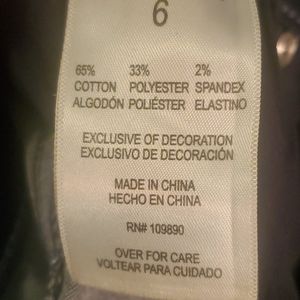 6
65% 33% 2%
COTTON POLYESTER SPANDEX
ALGODÓN POLIÉSTER ELASTINO
EXCLUSIVE OF DECORATION
EXCLUSIVO DE DECORACIÓN
MADE IN CHINA
HECHO EN CHINA
RN# 109890
OVER FOR CARE
VOLTEAR PARA CUIDADO